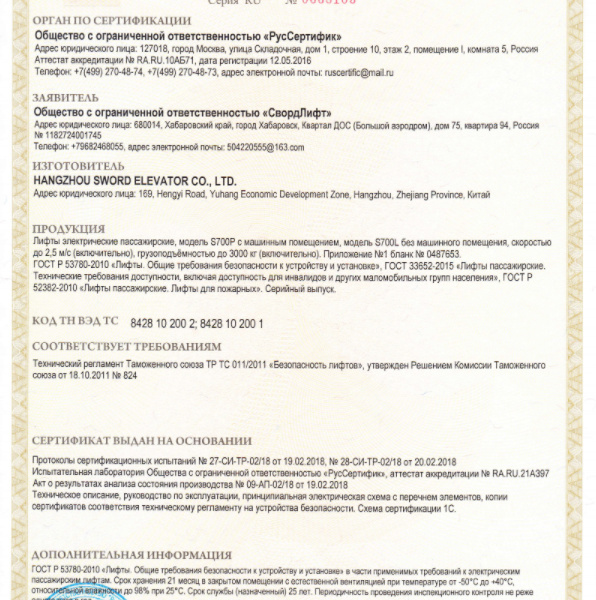 Серия RU №
ОРГАН ПО СЕРТИФИКАЦИИ
Общество с ограниченной ответственностью «РусСертифик»
Адрес юридического лица: 127018, город Москва, улица Складочная, дом 1, строение 10, этаж 2, помещение I, комната 5, Россия
Аттестат аккредитации № RA.RU.10АБ71, дата регистрации 12.05.2016
Телефон: +7(499) 270-48-74, +7(499) 270-48-73, адрес электронной почты: ruscertific@mail.ru
ЗАЯВИТЕЛЬ
Общество с ограниченной ответственностью «СвордЛифт»
Адрес юридического лица: 680014, Хабаровский край, город Хабаровск, Квартал ДОС (Большой аэродром), дом 75, квартира 94, Россия
№ 1182724001745
Телефон: +79682468055, адрес электронной почты: 504220555@163.com
ИЗГОТОВИТЕЛЬ
HANGZHOU SWORD ELEVATOR CO., LTD.
Адрес юридического лица: 169, Hengyi Road, Yuhang Economic Development Zone, Hangzhou, Zhejiang Province, Китай
ПРОДУКЦИЯ
Лифты электрические пассажирские, модель S700P с машинным помещением, модель S700L без машинного помещения, скоростью
до 2,5 м/с (включительно), грузоподъёмностью до 3000 кг (включительно). Приложение №1 бланк № 0487653.
ГОСТ Р 53780-2010 «Лифты. Общие требования безопасности к устройству и установке», ГОСТ 33652-2015 «Лифты пассажирские.
Технические требования доступности, включая доступность для инвалидов и других маломобильных групп населения», ГОСТ Р
52382-2010 «Лифты пассажирские. Лифты для пожарных». Серийный выпуск.
КОД ТН ВЭД ТС 8428 10 200 2; 8428 10 200 1
СООТВЕТСТВУЕТ ТРЕБОВАНИЯМ
Технический регламент Таможенного союза ТР ТС 011/2011 «Безопасность лифтов», утвержден Решением Комиссии Таможенного
союза от 18.10.2011 № 824
СЕРТИФИКАТ ВЫДАН НА ОСНОВАНИИ
Протоколы сертификационных испытаний № 27-СИ-ТР-02/18 от 19.02.2018, № 28-СИ-ТР-02/18 от 20.02.2018
Испытательная лаборатория Общества с ограниченной ответственностью «РусСертифик», аттестат аккредитации № RA.RU.21А397
Акт о результатах анализа состояния производства № 09-АП-02/18 от 19.02.2018
Техническое описание, руководство по эксплуатации, принципиальная электрическая схема с перечнем элементов, копии
сертификатов соответствия техническому регламенту на устройства безопасности. Схема сертификации 1С.
ДОПОЛНИТЕЛЬНАЯ ИНФОРМАЦИЯ
ГОСТ Р 53780-2010 «Лифты. Общие требования безопасности к устройству и установке» в части применимых требований к электрическим
пассажирским лифтам. Срок хранения 21 месяц в закрытом помещении с естественной вентиляцией при температуре от -50°С до +40°С,
относительной влажности до 98% при 25°С. Срок службы (назначенный) 25 лет. Периодичность проведения инспекционного контроля не реже